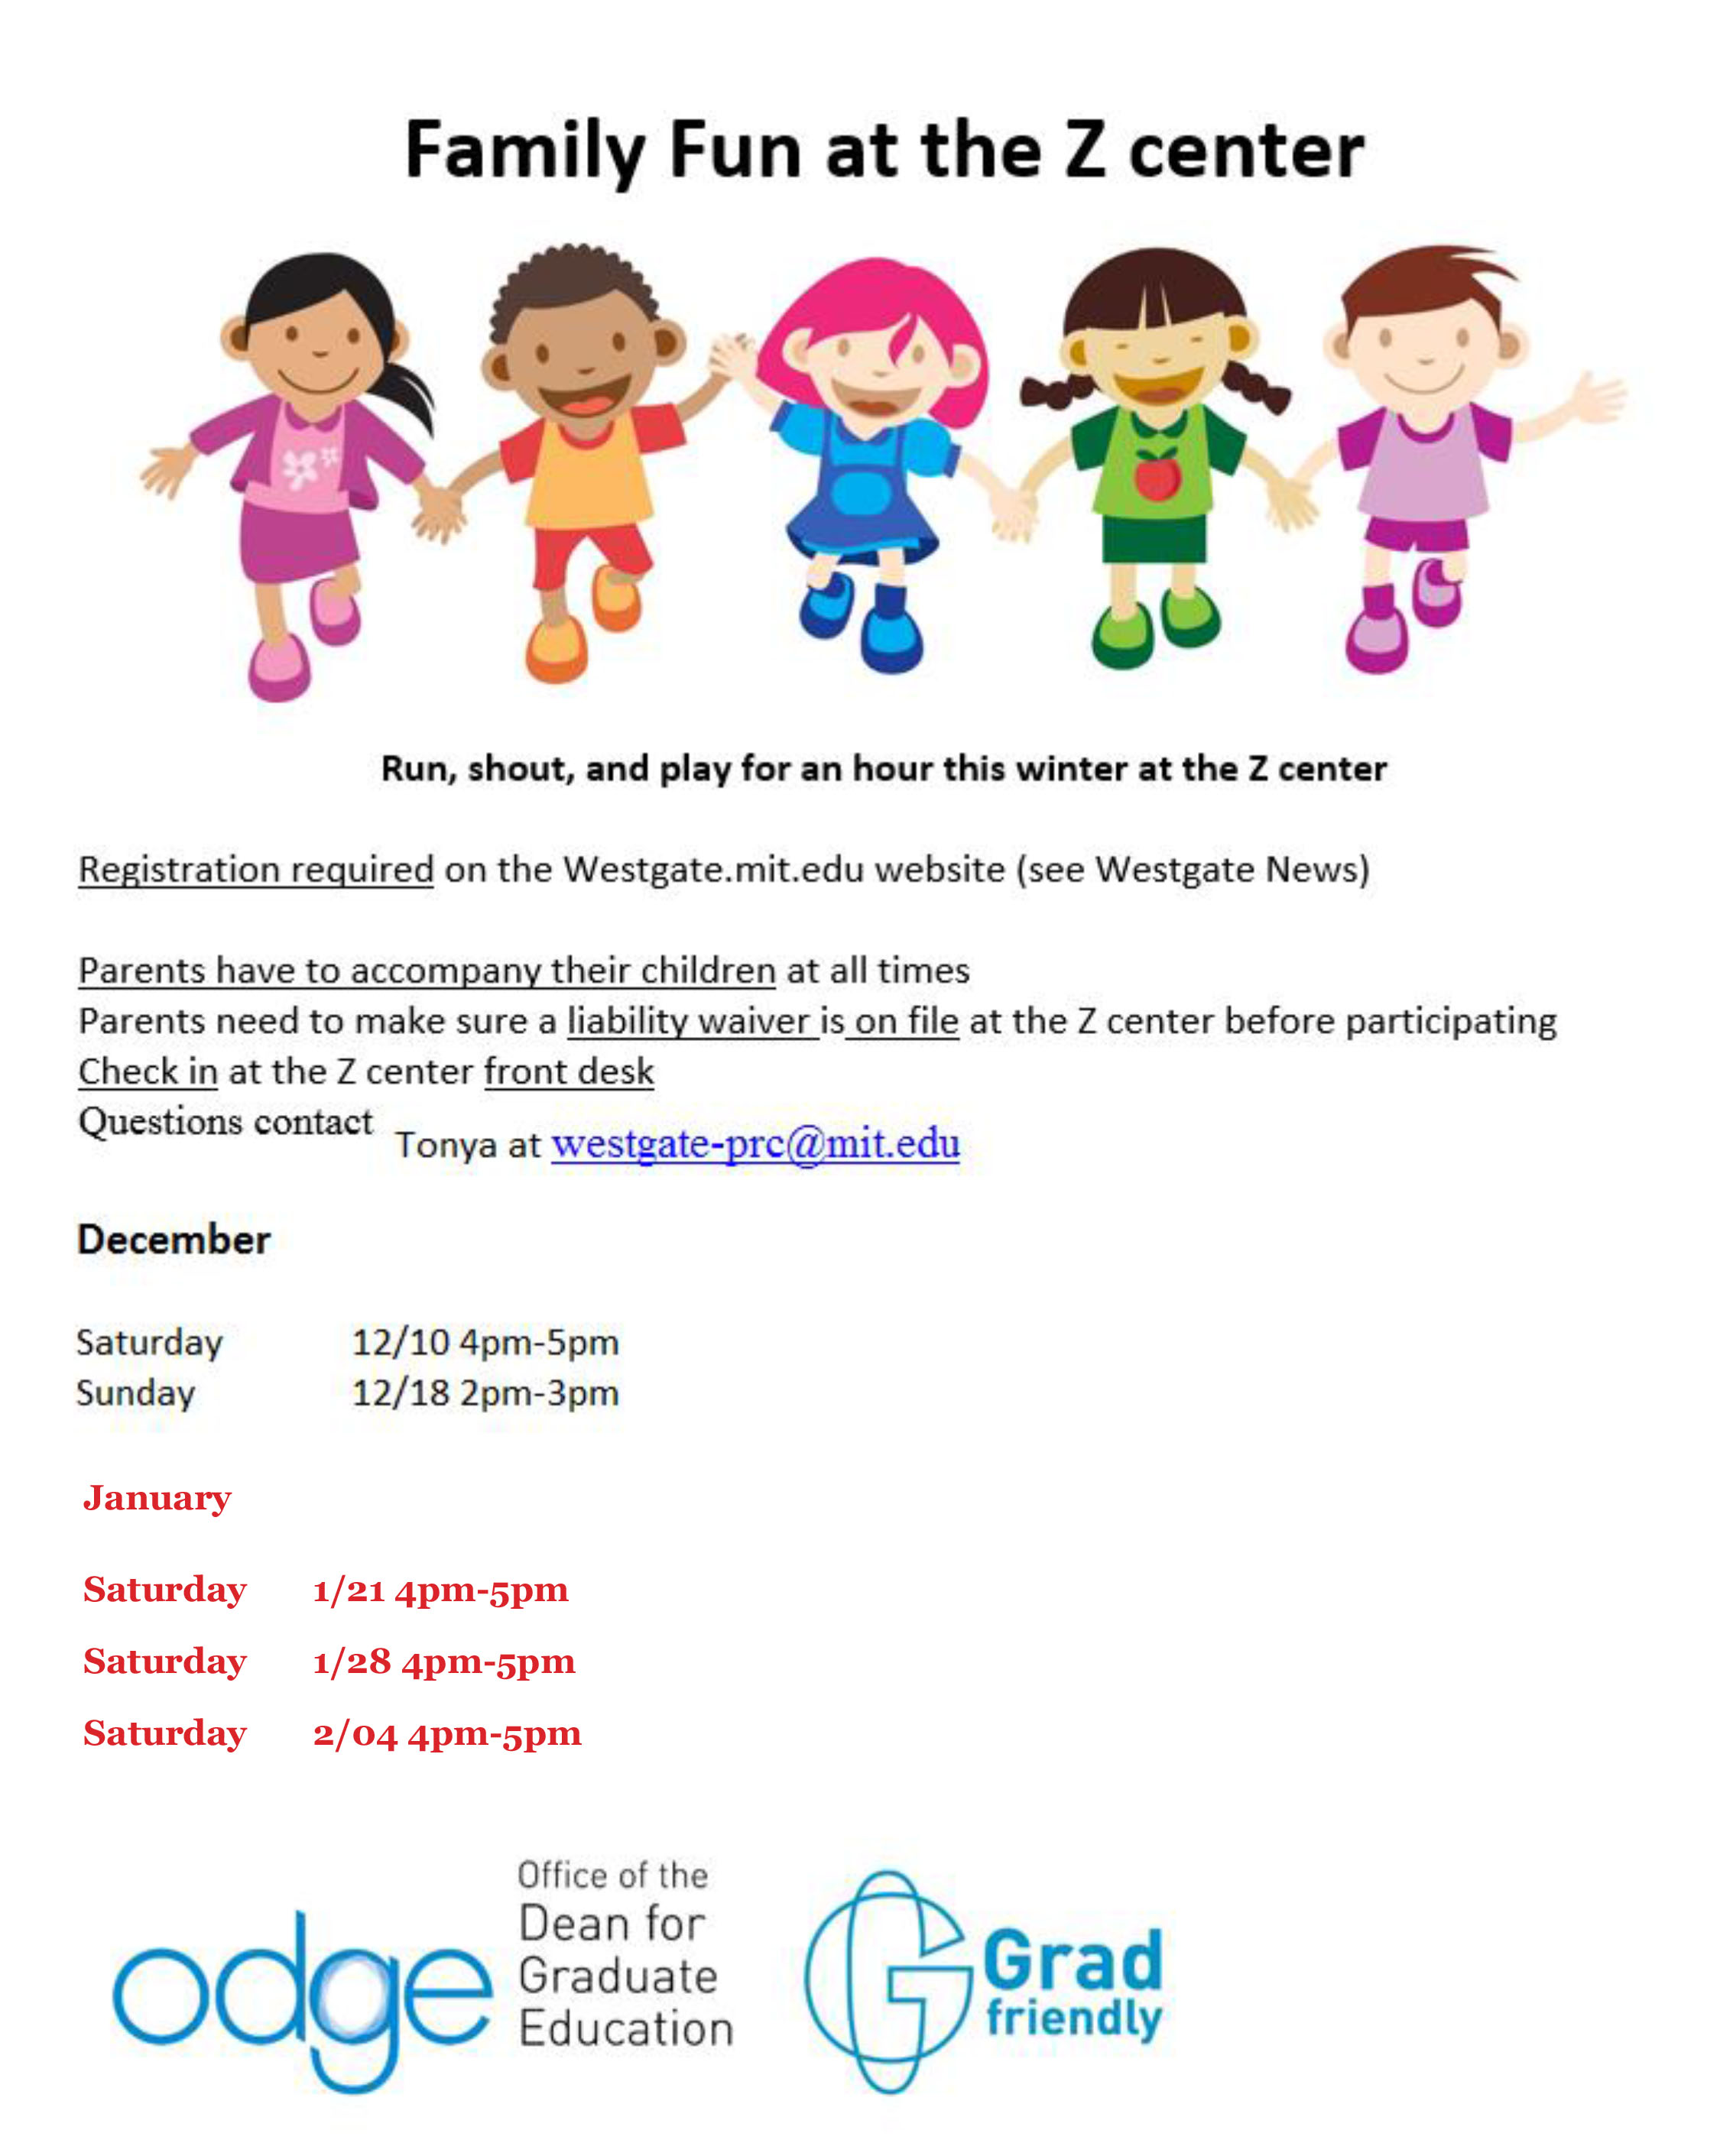 Family Fun at the Z center
Run, shout, and play for an hour this winter at the Z center
Registration required on the Westgate.mit.edu website (see Westgate News)
Parents have to accompany their children at all times
Parents need to make sure a liability waiver is on file at the Z center before participating
Check in at the Z center front desk
Questions contact Tonya at westgate-prc@mit.edu
December
Saturday 12/10 4pm-5pm
Sunday 12/18 2pm-3pm
January
Saturday 1/21 4pm-5pm
Saturday 1/28 4pm-5pm
Saturday 2/04 4pm-5pm
odge
Office of the
Dean for
Graduate
Education
G
Grad
friendly